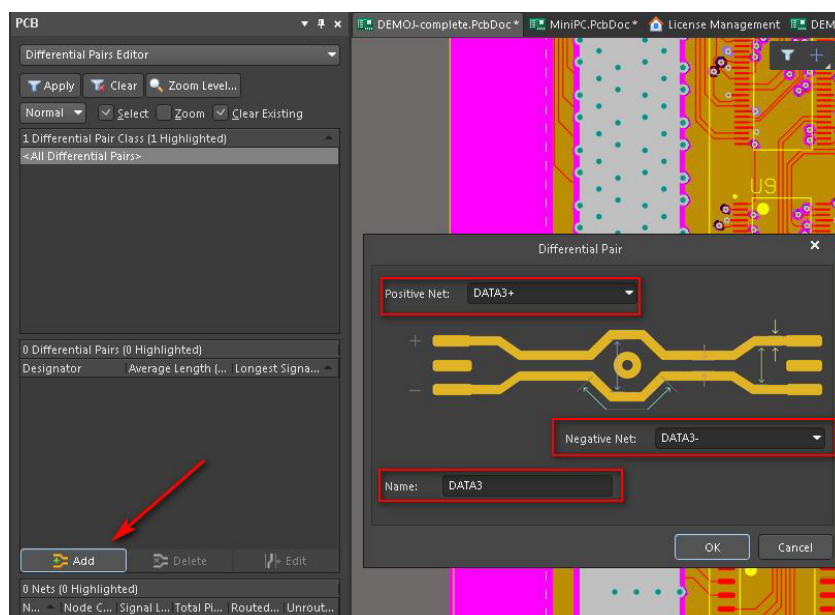 PCB
DEMOJ-complete.PcbDoc * MiniPC.PcbDoc * License Management DEM
Differential Pairs Editor
Apply Clear Zoom Level...
Normal Select Zoom Clear Existing
1 Differential Pair Class (1 Highlighted)
<All Differential Pairs>
U9
Differential Pair
Positive Net: DATA3+
+
−
Negative Net: DATA3-
Name: DATA3
OK Cancel
0 Differential Pairs (0 Highlighted)
Designator Average Length (... Longest Signa...
Add Delete Edit
0 Nets (0 Highlighted)
N... Node C... Signal L... Total Pi... Routed... Unrout...